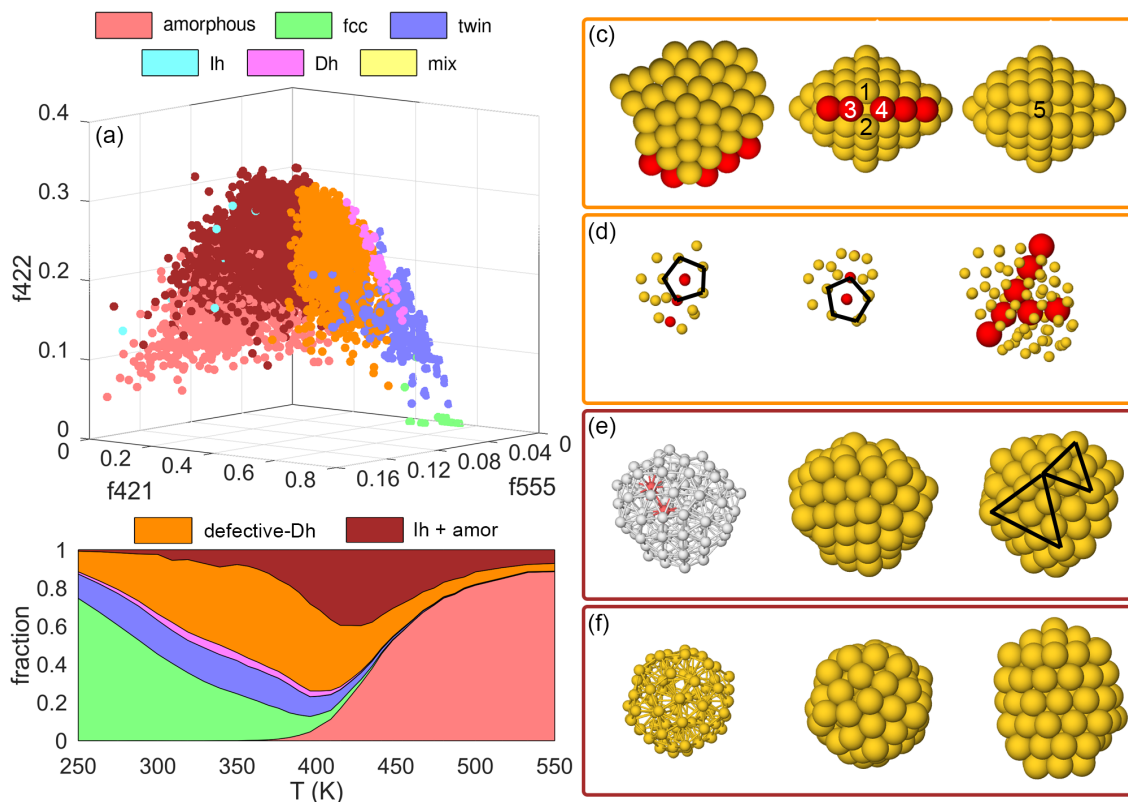 amorphous fcc twin
Ih Dh mix
(a)
0.4
0.3
0.2
0.1
0
f422
0 0.2 0.4 0.6 0.8
f421
0.16 0.12 0.08 0.04 0
f555
defective-Dh Ih + amor
1
0.8
0.6
0.4
0.2
0
fraction
250 300 350 400 450 500 550
T (K)
(c)
1
3 4
2
5
(d)
(e)
(f)